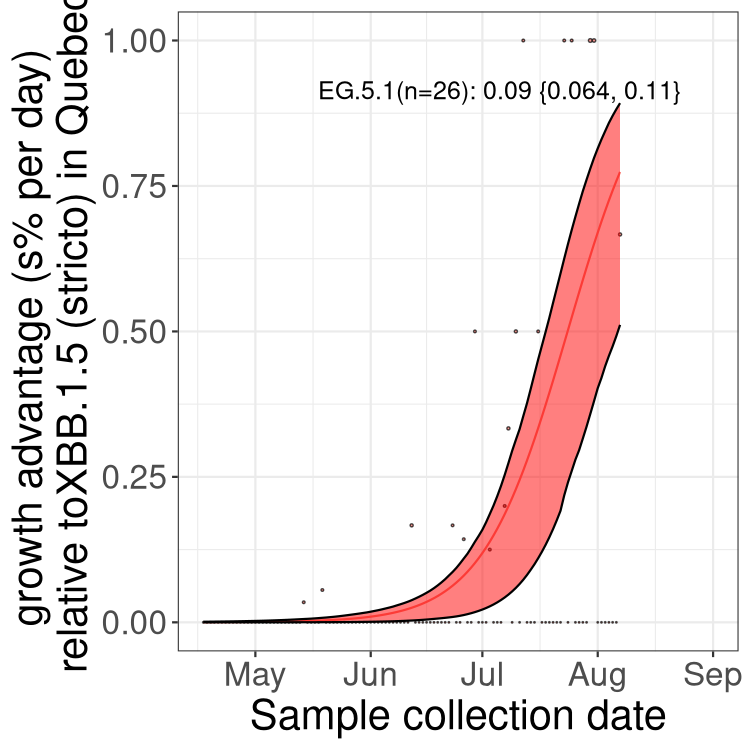 growth advantage (s% per day)
relative toXBB.1.5 (stricto) in Quebec
1.00
0.75
0.50
0.25
0.00
EG.5.1(n=26): 0.09 {0.064, 0.11}
May Jun Jul Aug Sep
Sample collection date